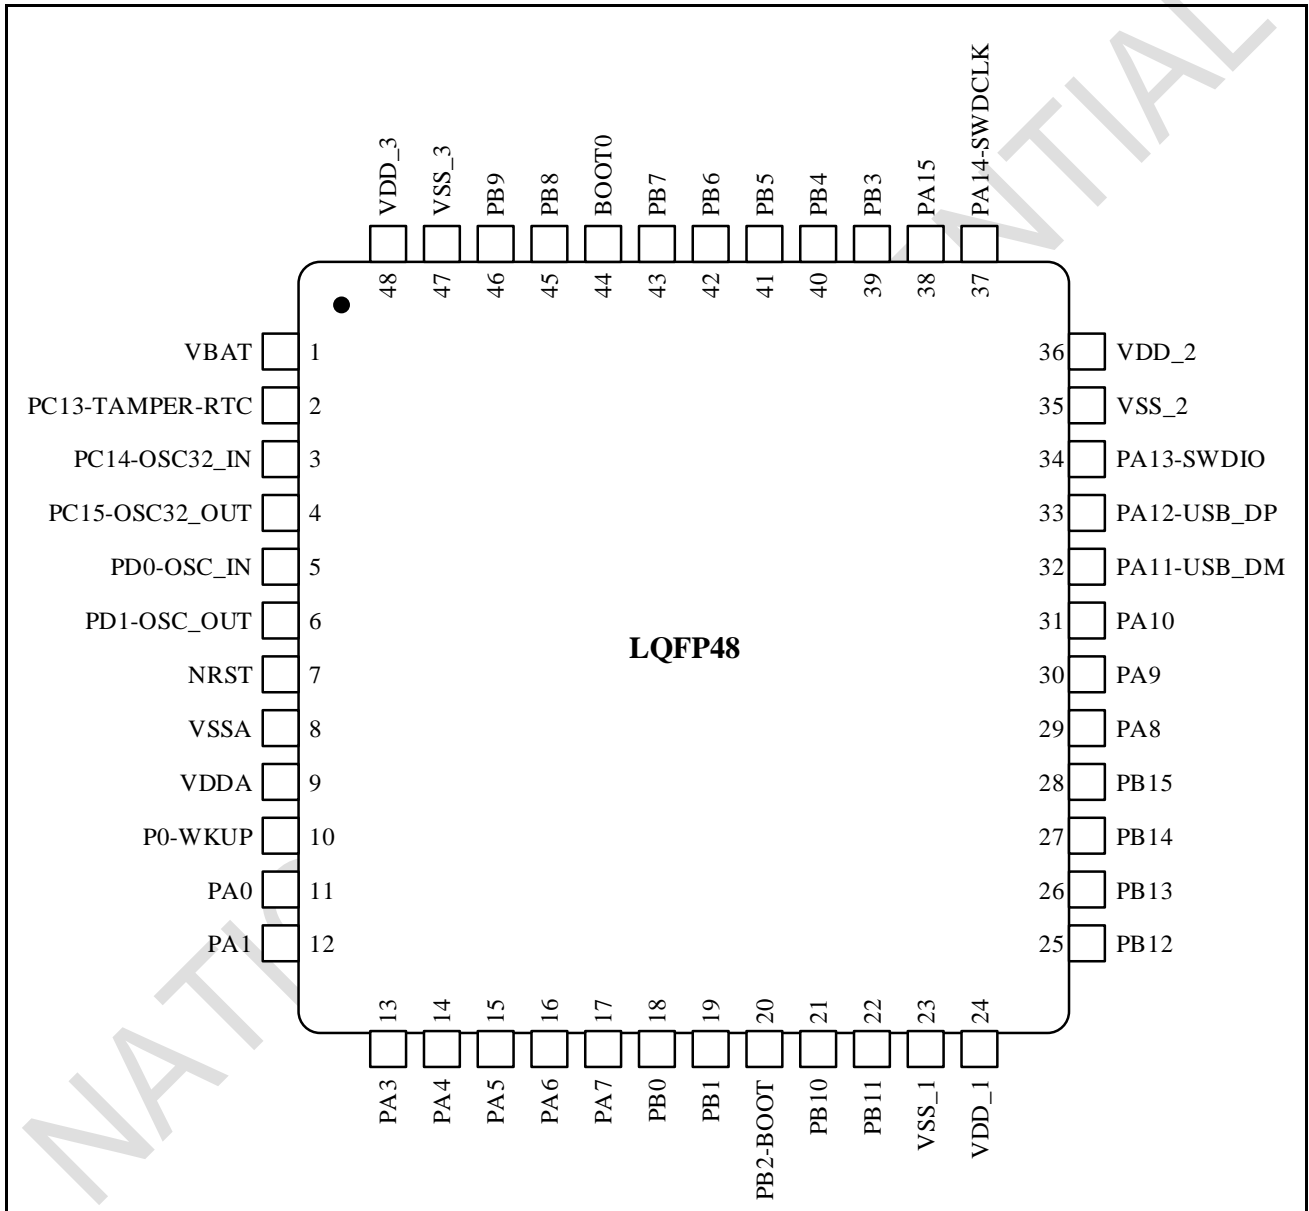 VDD_3
VSS_3
PB9
PB8
BOOT0
PB7
PB6
PB5
PB4
PB3
PA15
PA14-SWDCLK
48
47
46
45
44
43
42
41
40
39
38
37
VBAT 1
PC13-TAMPER-RTC 2
PC14-OSC32_IN 3
PC15-OSC32_OUT 4
PD0-OSC_IN 5
PD1-OSC_OUT 6
NRST 7
VSSA 8
VDDA 9
P0-WKUP 10
PA0 11
PA1 12
LQFP48
36 VDD_2
35 VSS_2
34 PA13-SWDIO
33 PA12-USB_DP
32 PA11-USB_DM
31 PA10
30 PA9
29 PA8
28 PB15
27 PB14
26 PB13
25 PB12
13
14
15
16
17
18
19
20
21
22
23
24
PA3
PA4
PA5
PA6
PA7
PB0
PB1
PB2-BOOT
PB10
PB11
VSS_1
VDD_1